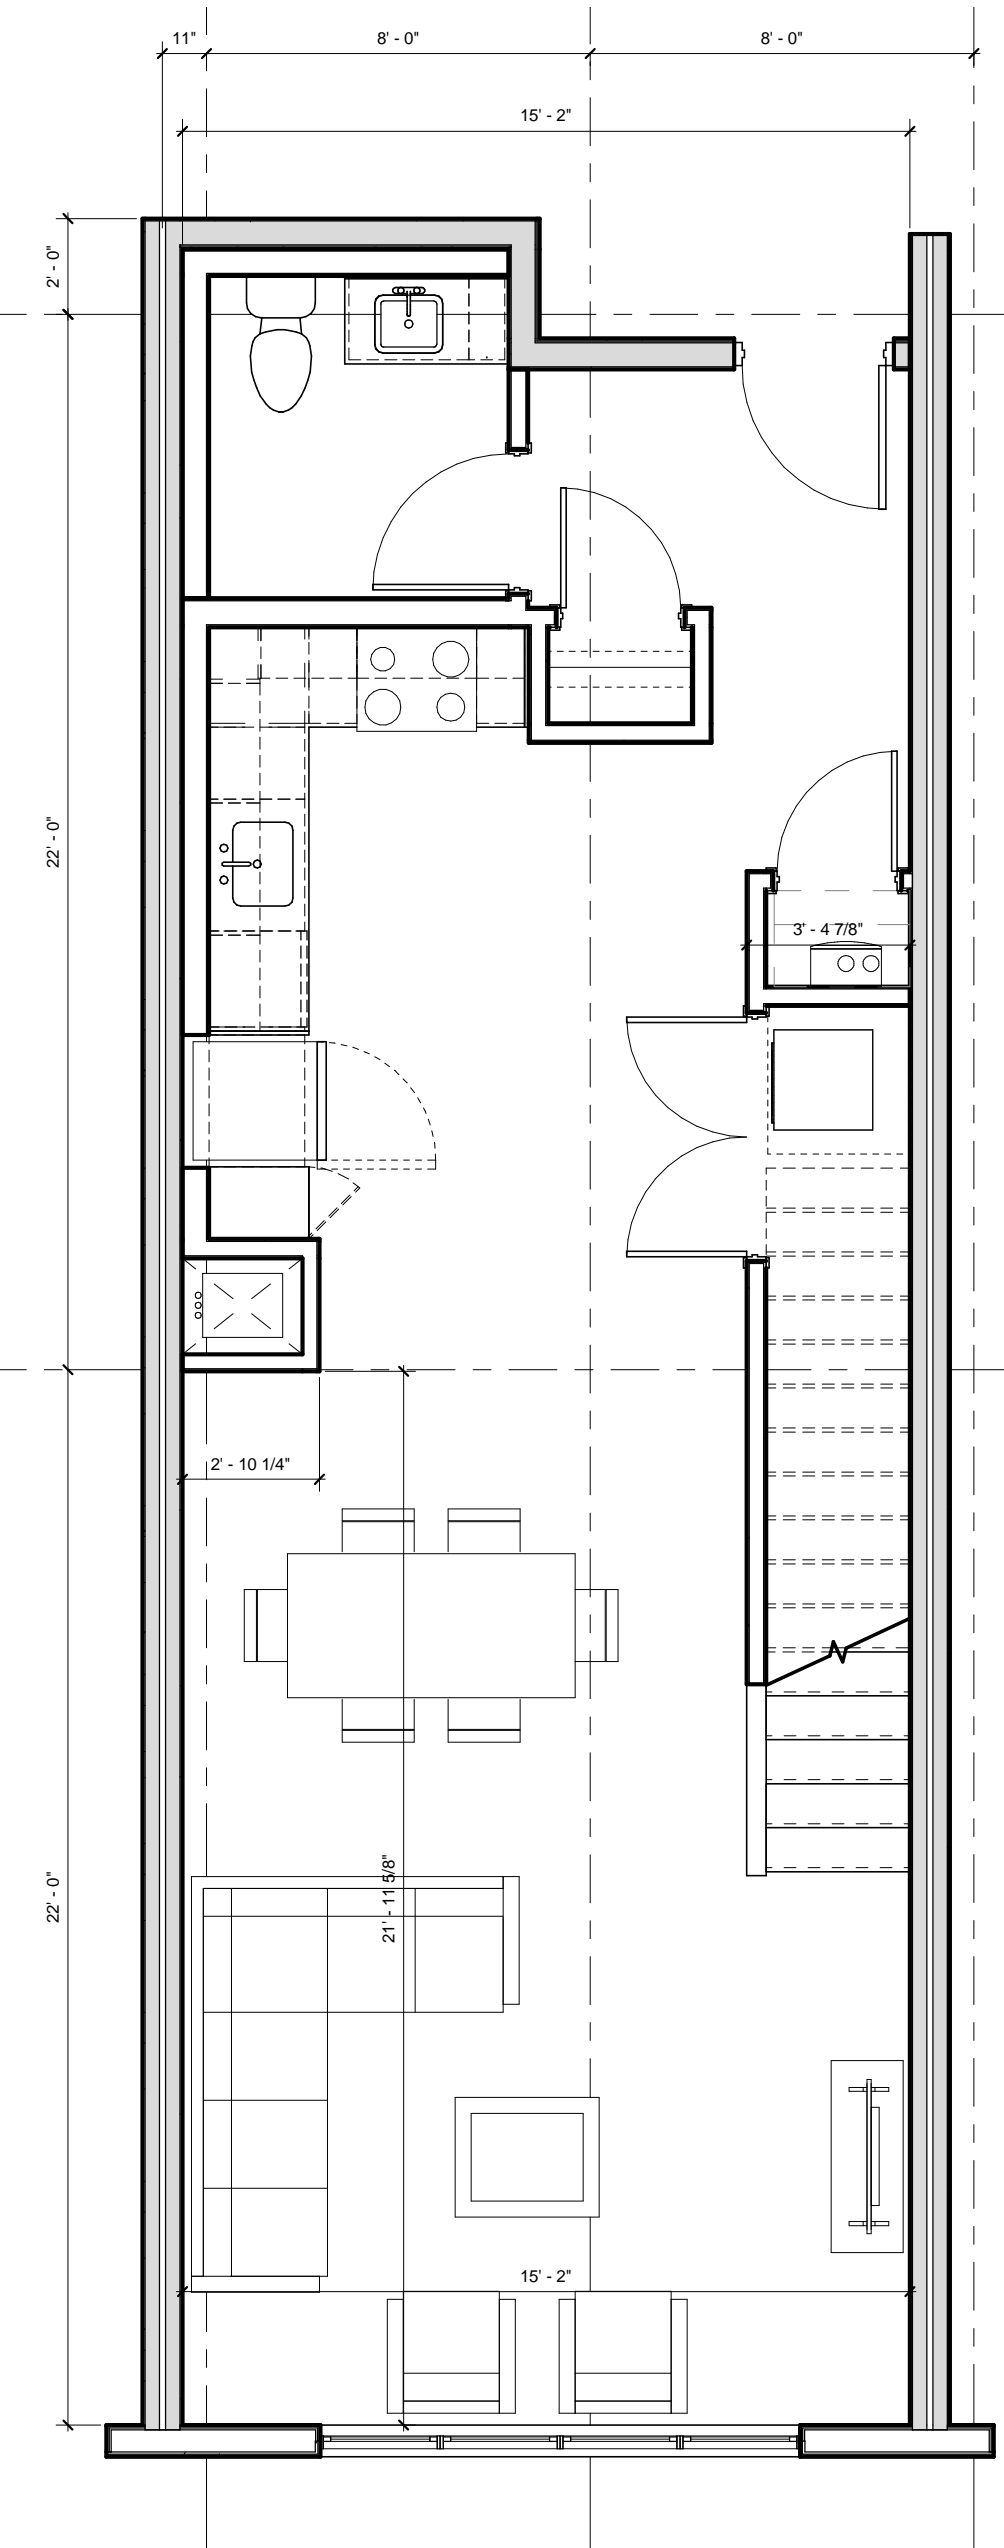 11"
8' - 0"
8' - 0"
15' - 2"
2' - 0"
22' - 0"
3' - 4 7/8"
2' - 10 1/4"
21' - 11 5/8"
22' - 0"
15' - 2"